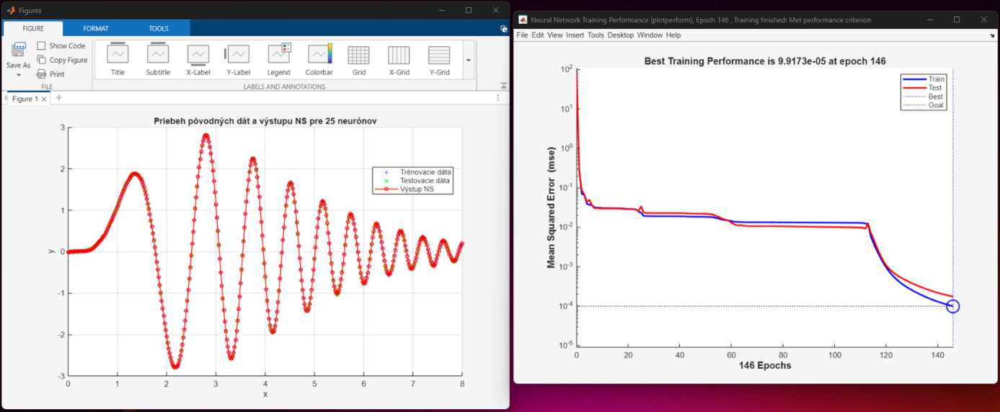 Figures
FIGURE FORMAT TOOLS
Save As
Show Code
Copy Figure
Print
FILE
Title Subtitle X-Label Y-Label Legend Colorbar Grid X-Grid Y-Grid
LABELS AND ANNOTATIONS
Figure 1
Priebeh pôvodných dát a výstupu NS pre 25 neurónov
3
2
1
0
-1
-2
-3
y
Trénovacie dáta
Testovacie dáta
Výstup NS
0 1 2 3 4 5 6 7 8
x
Neural Network Training Performance (plotperform), Epoch 146 , Training finished: Met performance criterion
File Edit View Insert Tools Desktop Window Help
Best Training Performance is 9.9173e-05 at epoch 146
Mean Squared Error (mse)
10^2
10^1
10^0
10^-1
10^-2
10^-3
10^-4
10^-5
Train
Test
Best
Goal
0 20 40 60 80 100 120 140
146 Epochs